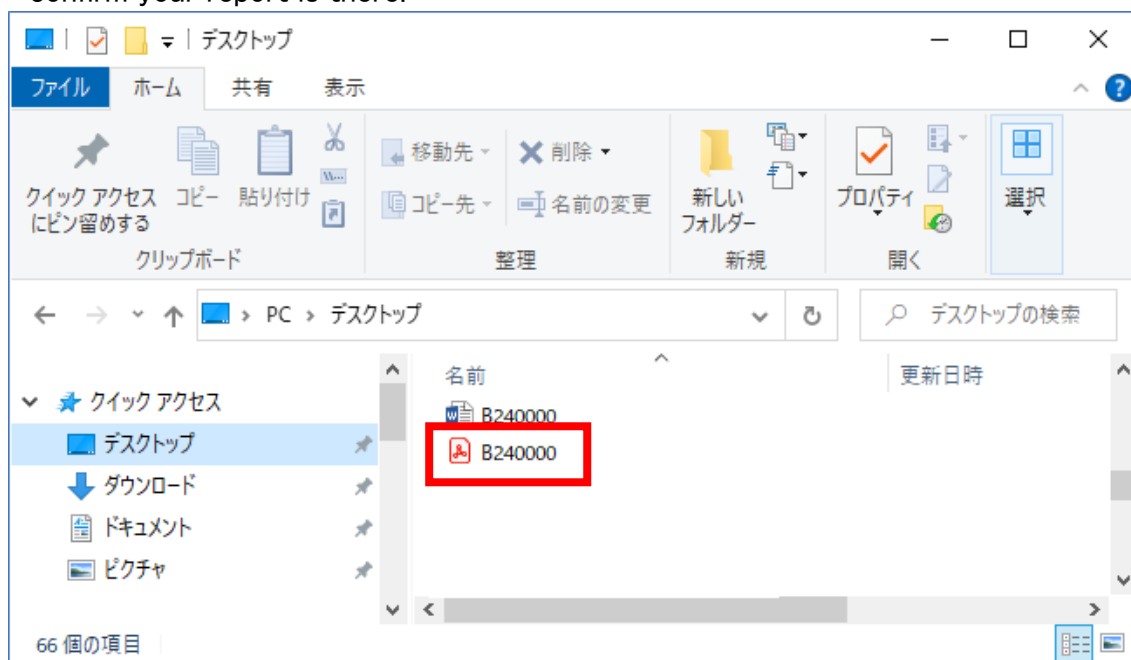 confirm your report is there.
デスクトップ
ファイル ホーム 共有 表示
クイック アクセス
にピン留めする
コピー
貼り付け
クリップボード
移動先
コピー先
削除
名前の変更
整理
新しい
フォルダー
新規
プロパティ
開く
選択
PC デスクトップ
デスクトップの検索
名前 更新日時
クイック アクセス
デスクトップ
ダウンロード
ドキュメント
ピクチャ
B240000
B240000
66 個の項目